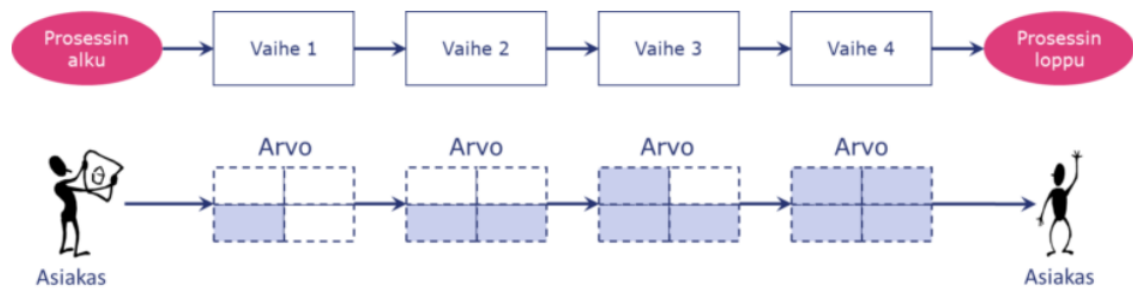 Prosessin
alku
Vaihe 1
Vaihe 2
Vaihe 3
Vaihe 4
Prosessin
loppu
Arvo
Arvo
Arvo
Arvo
Asiakas
Asiakas